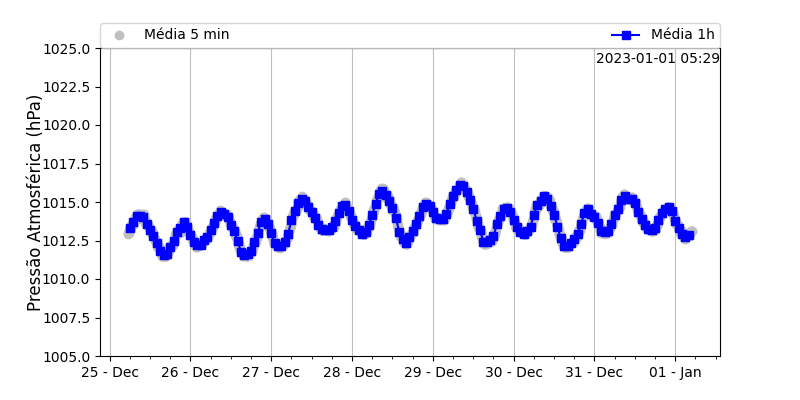 Média 5 min
Média 1h
2023-01-01 05:29
Pressão Atmosférica (hPa)
1025.0
1022.5
1020.0
1017.5
1015.0
1012.5
1010.0
1007.5
1005.0
25 - Dec
26 - Dec
27 - Dec
28 - Dec
29 - Dec
30 - Dec
31 - Dec
01 - Jan